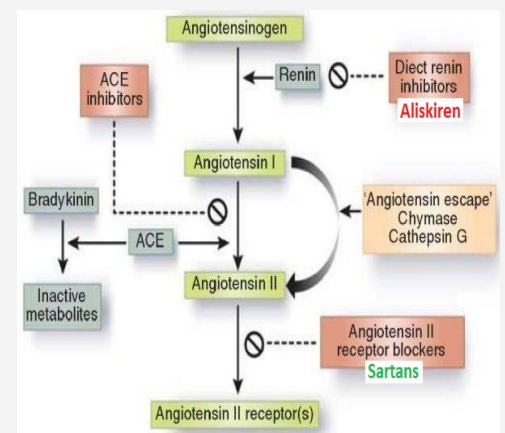 Angiotensinogen
ACE
inhibitors
Renin
Diect renin
inhibitors
Aliskiren
Angiotensin I
Bradykinin
'Angiotensin escape'
Chymase
Cathepsin G
ACE
Inactive
metabolites
Angiotensin II
Angiotensin II
receptor blockers
Sartans
Angiotensin II receptor(s)